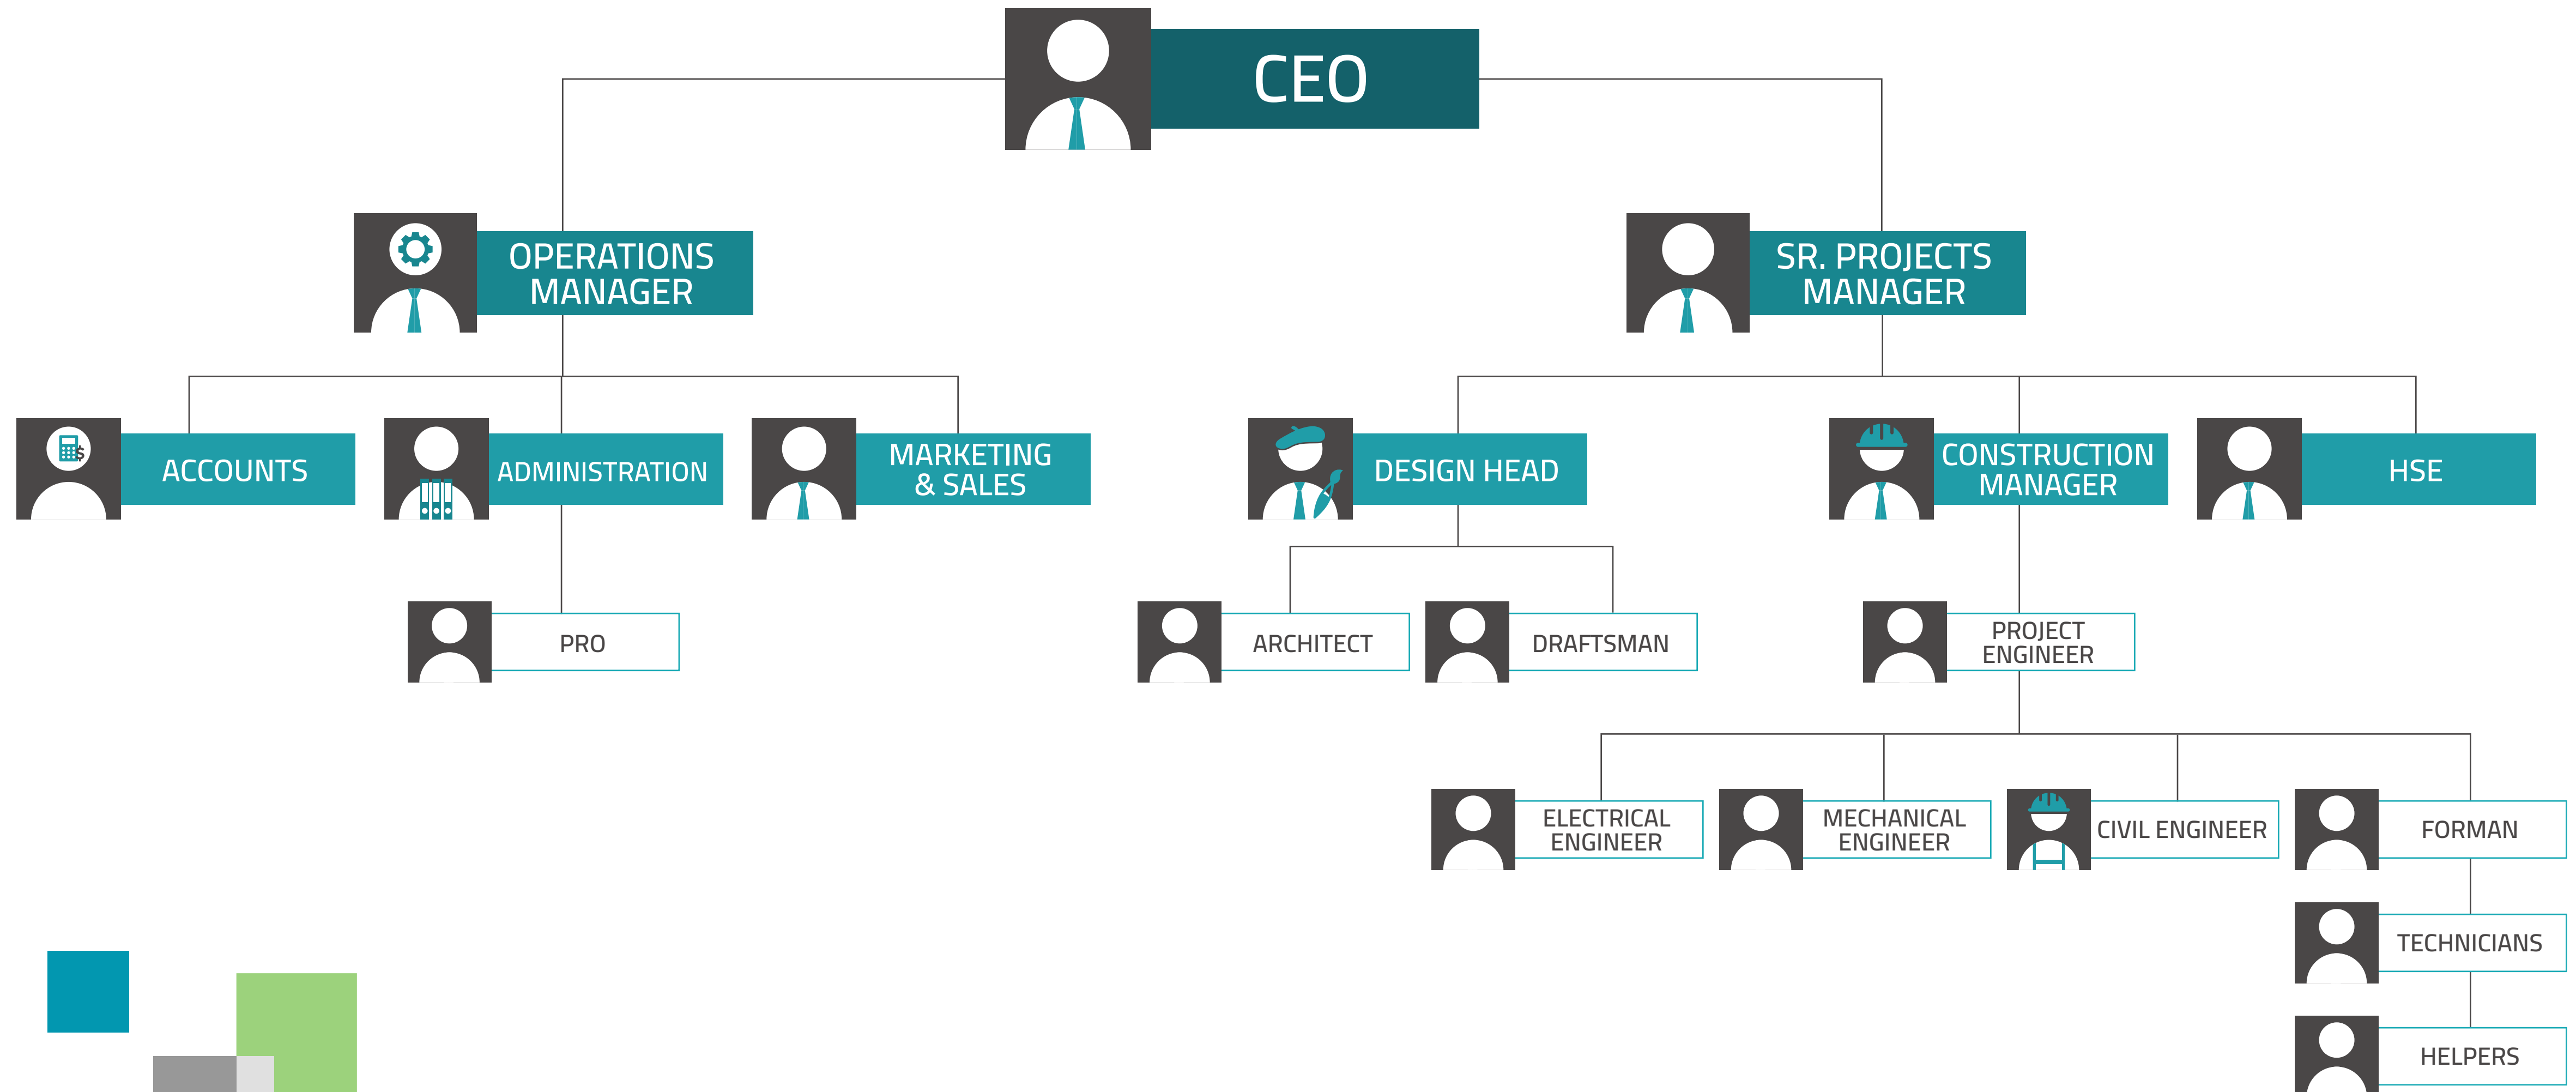 CEO
OPERATIONS
MANAGER
SR. PROJECTS
MANAGER
ACCOUNTS
ADMINISTRATION
MARKETING
& SALES
DESIGN HEAD
CONSTRUCTION
MANAGER
HSE
PRO
ARCHITECT
DRAFTSMAN
PROJECT
ENGINEER
ELECTRICAL
ENGINEER
MECHANICAL
ENGINEER
CIVIL ENGINEER
FORMAN
TECHNICIANS
HELPERS